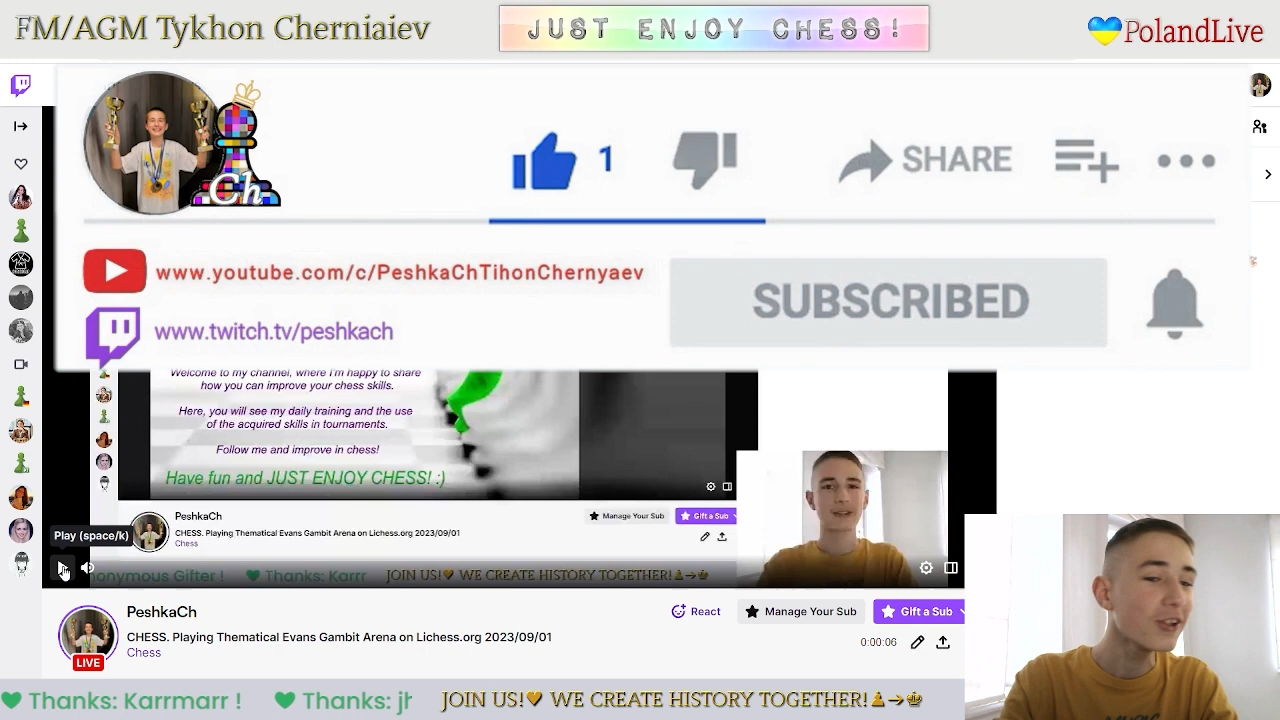 FM/AGM Tykhon Cherniaiev
JUST ENJOY CHESS!
PolandLive
Ch
1
SHARE
www.youtube.com/c/PeshkaChTihonChernyaev
SUBSCRIBED
www.twitch.tv/peshkach
Welcome to my channel, where I'm happy to share
how you can improve your chess skills.
Here, you will see my daily training and the use
of the acquired skills in tournaments.
Follow me and improve in chess!
Have fun and JUST ENJOY CHESS! :)
PeshkaCh
Manage Your Sub
Gift a Sub
CHESS. Playing Thematical Evans Gambit Arena on Lichess.org 2023/09/01
Chess
Play (space/k)
onymous Gifter !
Thanks: Karrr
JOIN US! WE CREATE HISTORY TOGETHER!
PeshkaCh
React
Manage Your Sub
Gift a Sub
CHESS. Playing Thematical Evans Gambit Arena on Lichess.org 2023/09/01
0:00:06
Chess
LIVE
Thanks: Karrmarr !
Thanks: jh
JOIN US! WE CREATE HISTORY TOGETHER!